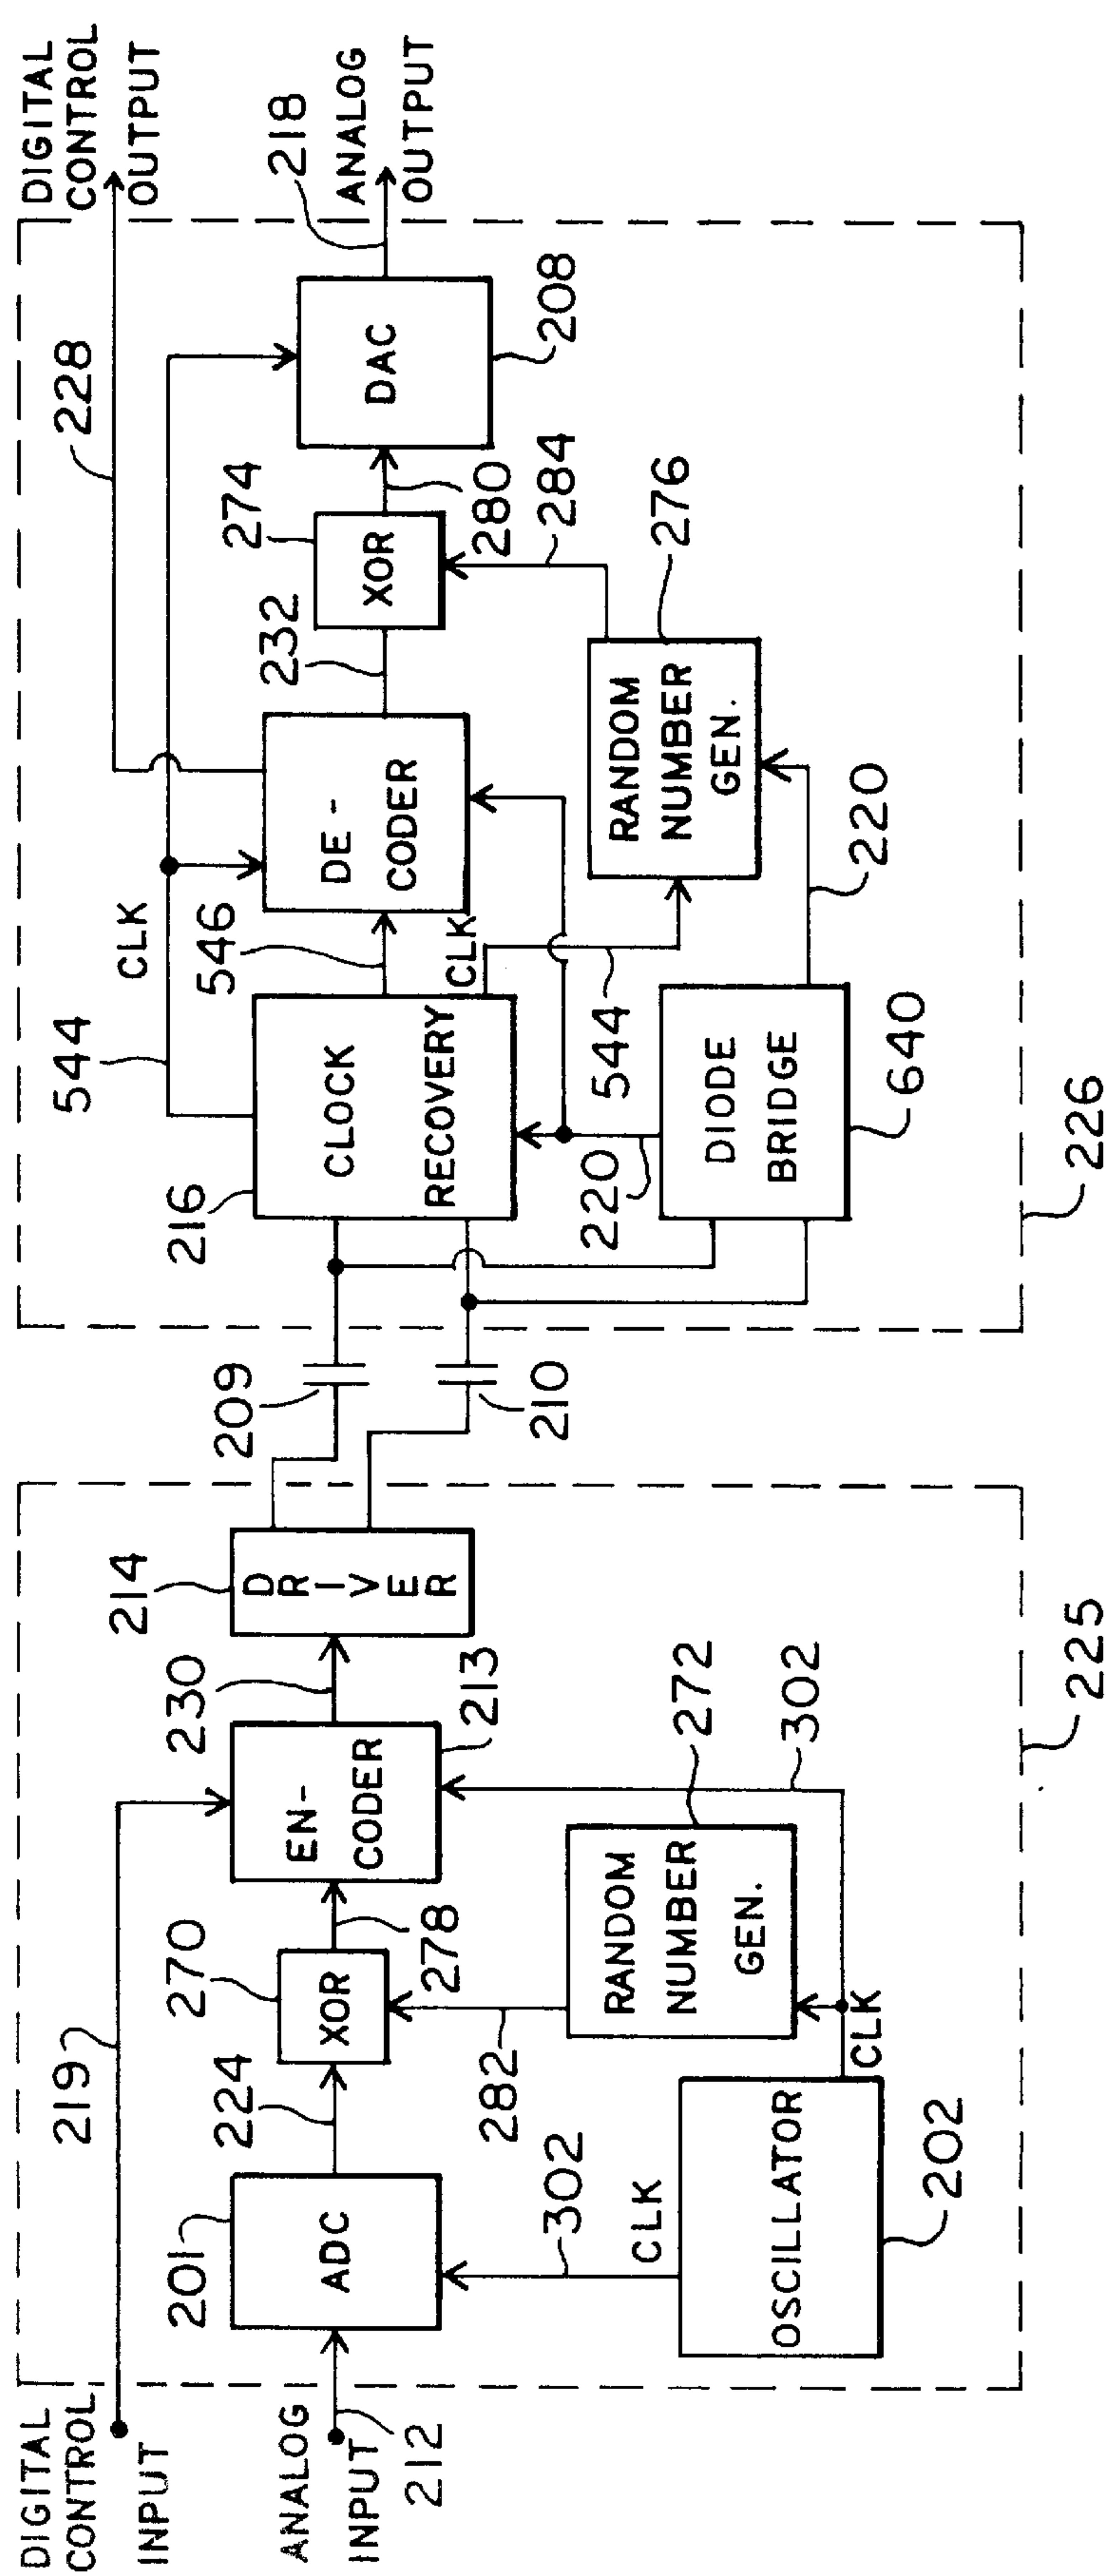 DIGITAL
CONTROL
INPUT
ANALOG
INPUT
212
219
201
ADC
224
302
CLK
OSCILLATOR
202
270
XOR
278
282
RANDOM
NUMBER
GEN.
272
CLK
302
EN-
CODER
213
230
214
DRIVER
225
209
210
216
CLOCK
RECOVERY
544
CLK
546
CLK
544
220
DIODE
BRIDGE
640
226
DE-
CODER
232
220
RANDOM
NUMBER
GEN.
276
274
XOR
280
284
228
DAC
208
218
DIGITAL
CONTROL
OUTPUT
ANALOG
OUTPUT